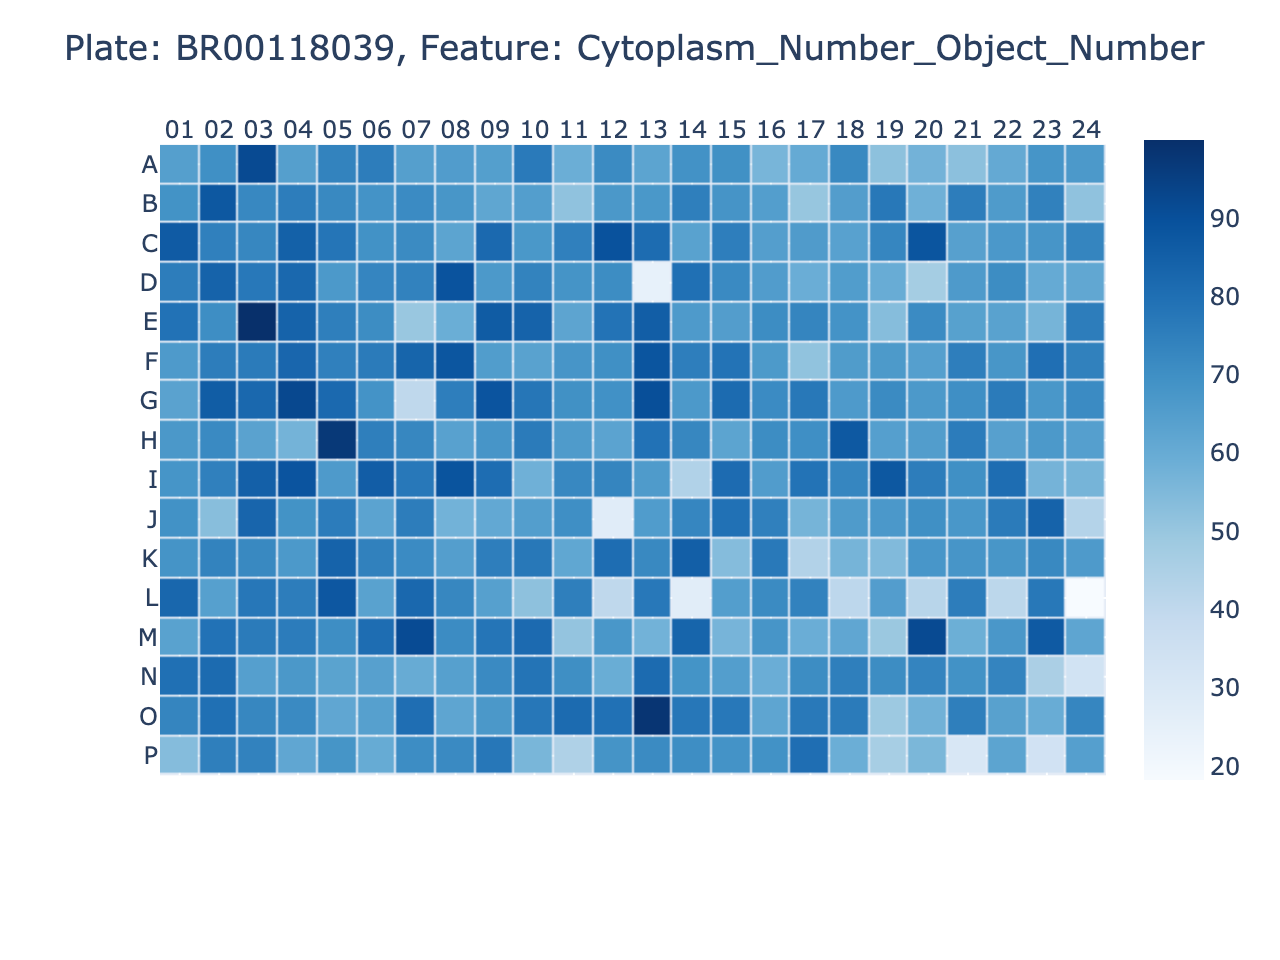 Plate: BR00118039, Feature: Cytoplasm_Number_Object_Number
01 02 03 04 05 06 07 08 09 10 11 12 13 14 15 16 17 18 19 20 21 22 23 24
A
B
C
D
E
F
G
H
I
J
K
L
M
N
O
P
90
80
70
60
50
40
30
20